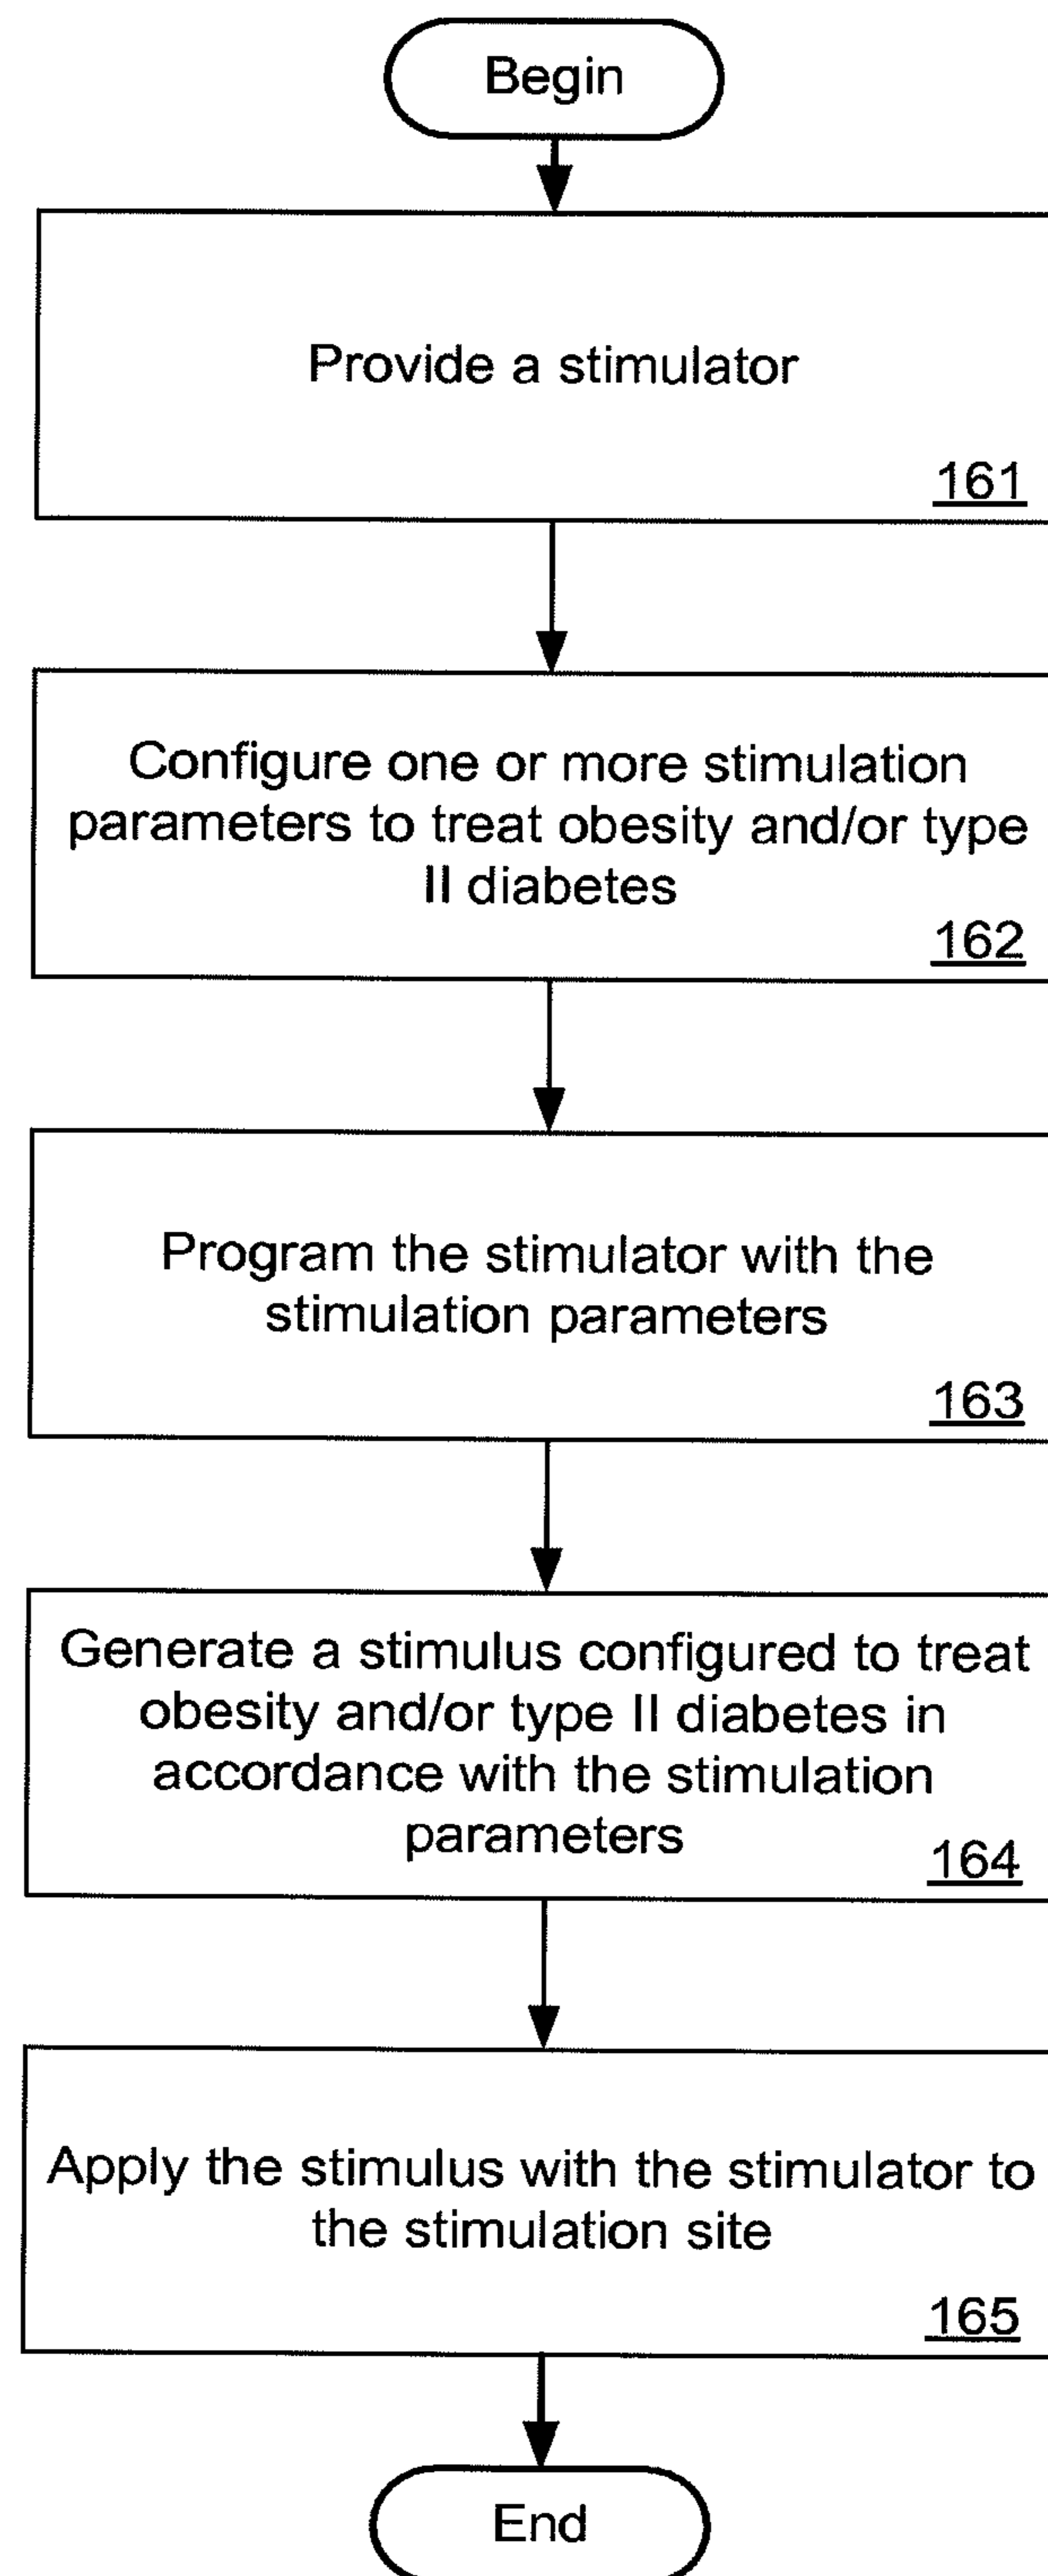 Begin
Provide a stimulator
161
Configure one or more stimulation
parameters to treat obesity and/or type
II diabetes
162
Program the stimulator with the
stimulation parameters
163
Generate a stimulus configured to treat
obesity and/or type II diabetes in
accordance with the stimulation
parameters
164
Apply the stimulus with the stimulator to
the stimulation site
165
End